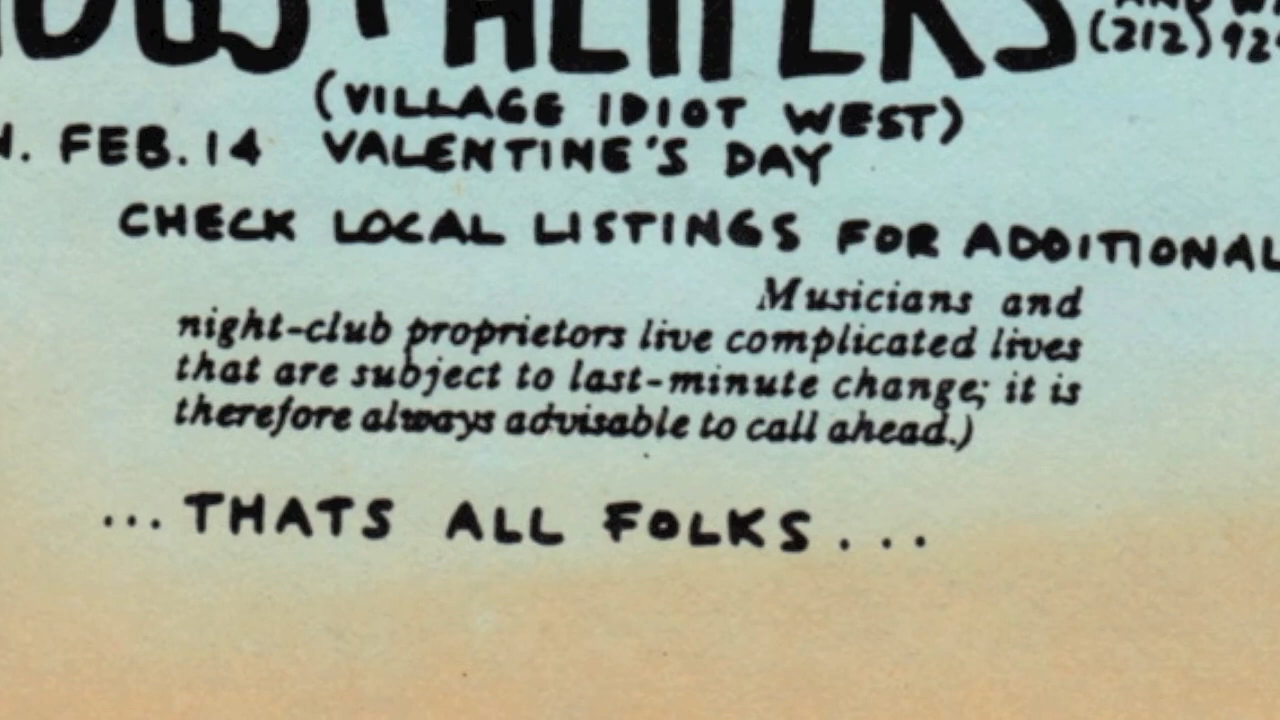 (212)
(VILLAGE IDIOT WEST)
FEB.14 VALENTINE'S DAY
CHECK LOCAL LISTINGS FOR ADDITIONAL
Musicians and
night-club proprietors live complicated lives
that are subject to last-minute change; it is
therefore always advisable to call ahead.)
...THATS ALL FOLKS...